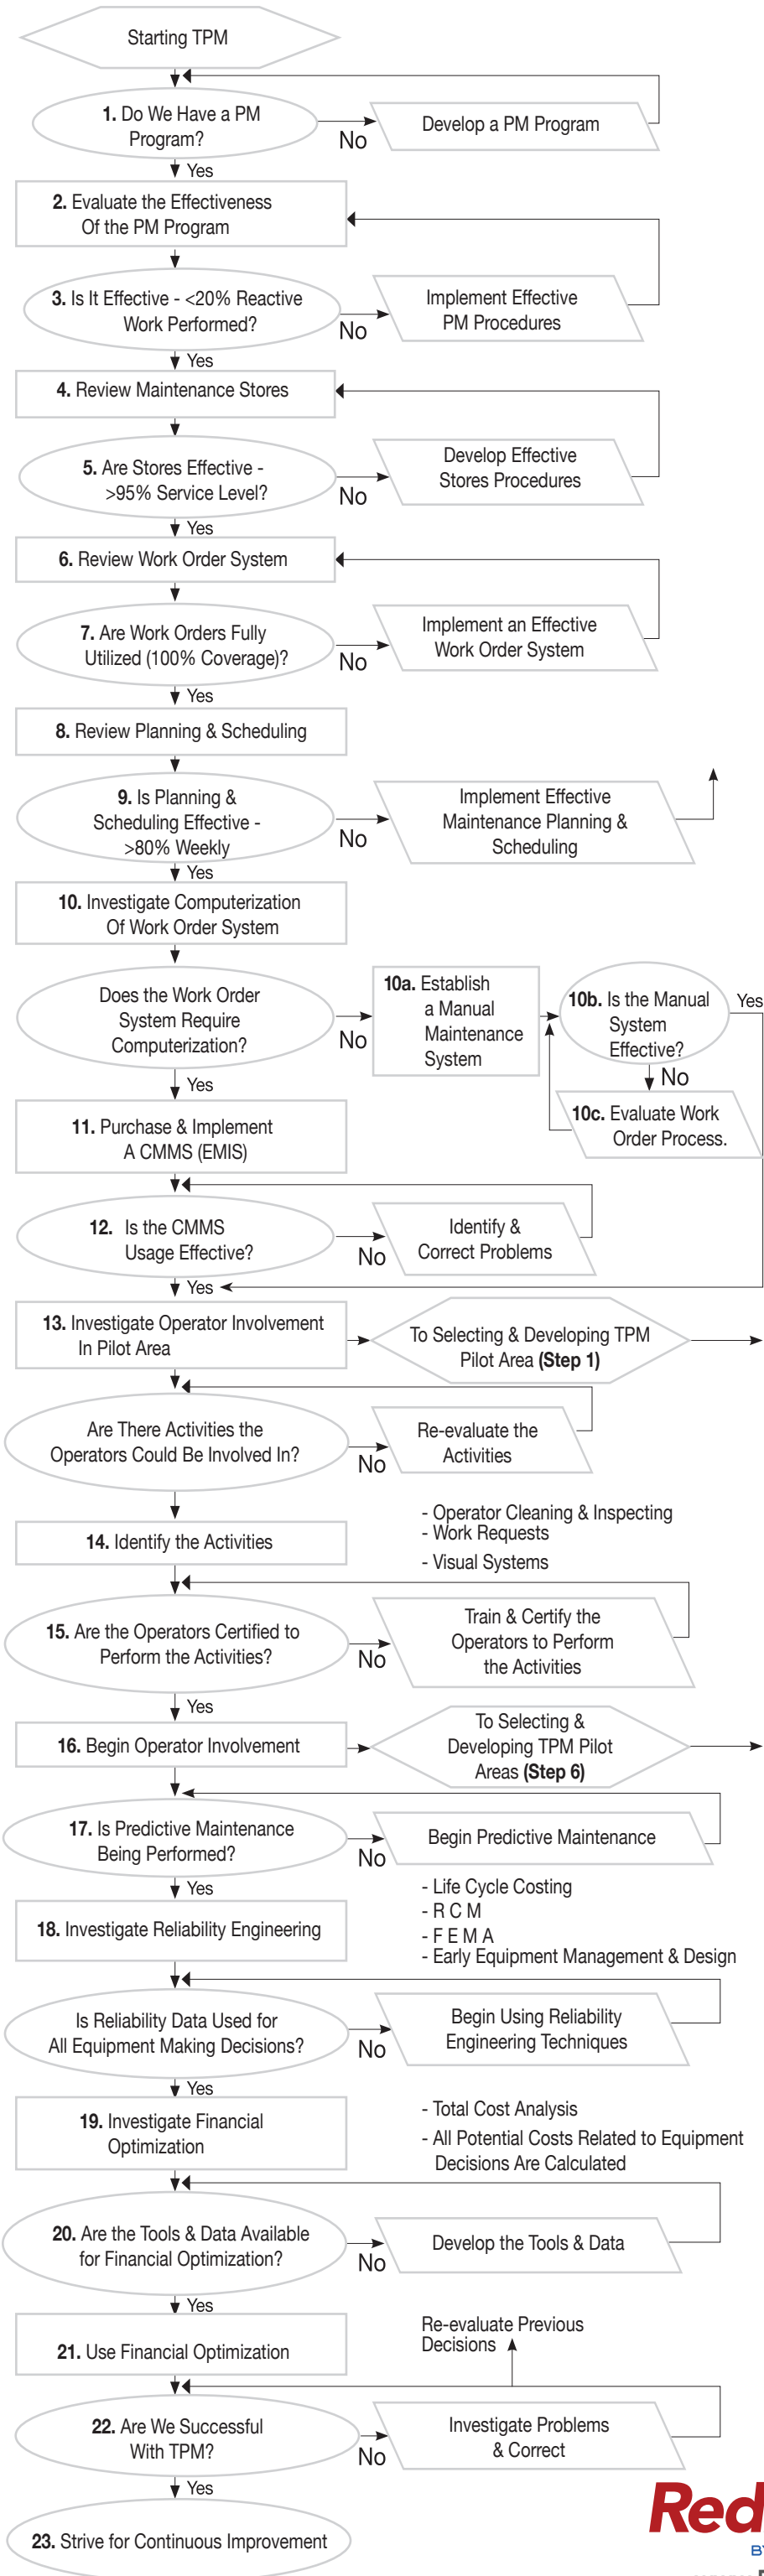 Starting TPM
1. Do We Have a PM
Program?
No
Develop a PM Program
Yes
2. Evaluate the Effectiveness
Of the PM Program
3. Is It Effective - <20% Reactive
Work Performed?
No
Implement Effective
PM Procedures
Yes
4. Review Maintenance Stores
5. Are Stores Effective -
>95% Service Level?
No
Develop Effective
Stores Procedures
Yes
6. Review Work Order System
7. Are Work Orders Fully
Utilized (100% Coverage)?
No
Implement an Effective
Work Order System
Yes
8. Review Planning & Scheduling
9. Is Planning &
Scheduling Effective -
>80% Weekly
No
Implement Effective
Maintenance Planning &
Scheduling
Yes
10. Investigate Computerization
Of Work Order System
Does the Work Order
System Require
Computerization?
No
10a. Establish
a Manual
Maintenance
System
10b. Is the Manual
System
Effective?
Yes
No
10c. Evaluate Work
Order Process.
Yes
11. Purchase & Implement
A CMMS (EMIS)
12. Is the CMMS
Usage Effective?
No
Identify &
Correct Problems
Yes
13. Investigate Operator Involvement
In Pilot Area
To Selecting & Developing TPM
Pilot Area (Step 1)
Are There Activities the
Operators Could Be Involved In?
No
Re-evaluate the
Activities
14. Identify the Activities
- Operator Cleaning & Inspecting
- Work Requests
- Visual Systems
15. Are the Operators Certified to
Perform the Activities?
No
Train & Certify the
Operators to Perform
the Activities
Yes
16. Begin Operator Involvement
To Selecting &
Developing TPM Pilot
Areas (Step 6)
17. Is Predictive Maintenance
Being Performed?
No
Begin Predictive Maintenance
Yes
18. Investigate Reliability Engineering
- Life Cycle Costing
- R C M
- F E M A
- Early Equipment Management & Design
Is Reliability Data Used for
All Equipment Making Decisions?
No
Begin Using Reliability
Engineering Techniques
Yes
19. Investigate Financial
Optimization
- Total Cost Analysis
- All Potential Costs Related to Equipment
Decisions Are Calculated
20. Are the Tools & Data Available
for Financial Optimization?
No
Develop the Tools & Data
Yes
21. Use Financial Optimization
Re-evaluate Previous
Decisions
22. Are We Successful
With TPM?
No
Investigate Problems
& Correct
Yes
23. Strive for Continuous Improvement
Red